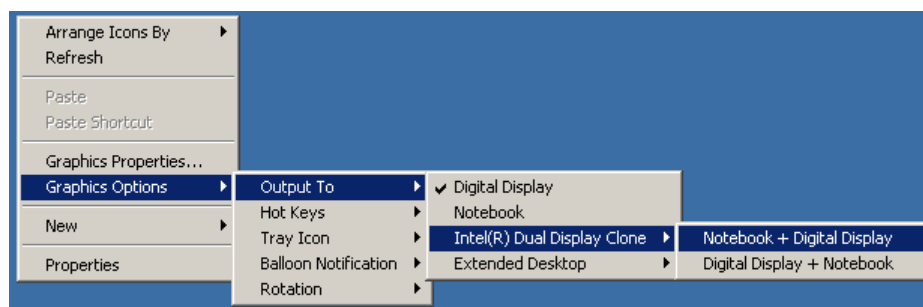 Arrange Icons By
Refresh
Paste
Paste Shortcut
Graphics Properties...
Graphics Options
New
Properties
Output To
Hot Keys
Tray Icon
Balloon Notification
Rotation
Digital Display
Notebook
Intel(R) Dual Display Clone
Extended Desktop
Notebook + Digital Display
Digital Display + Notebook